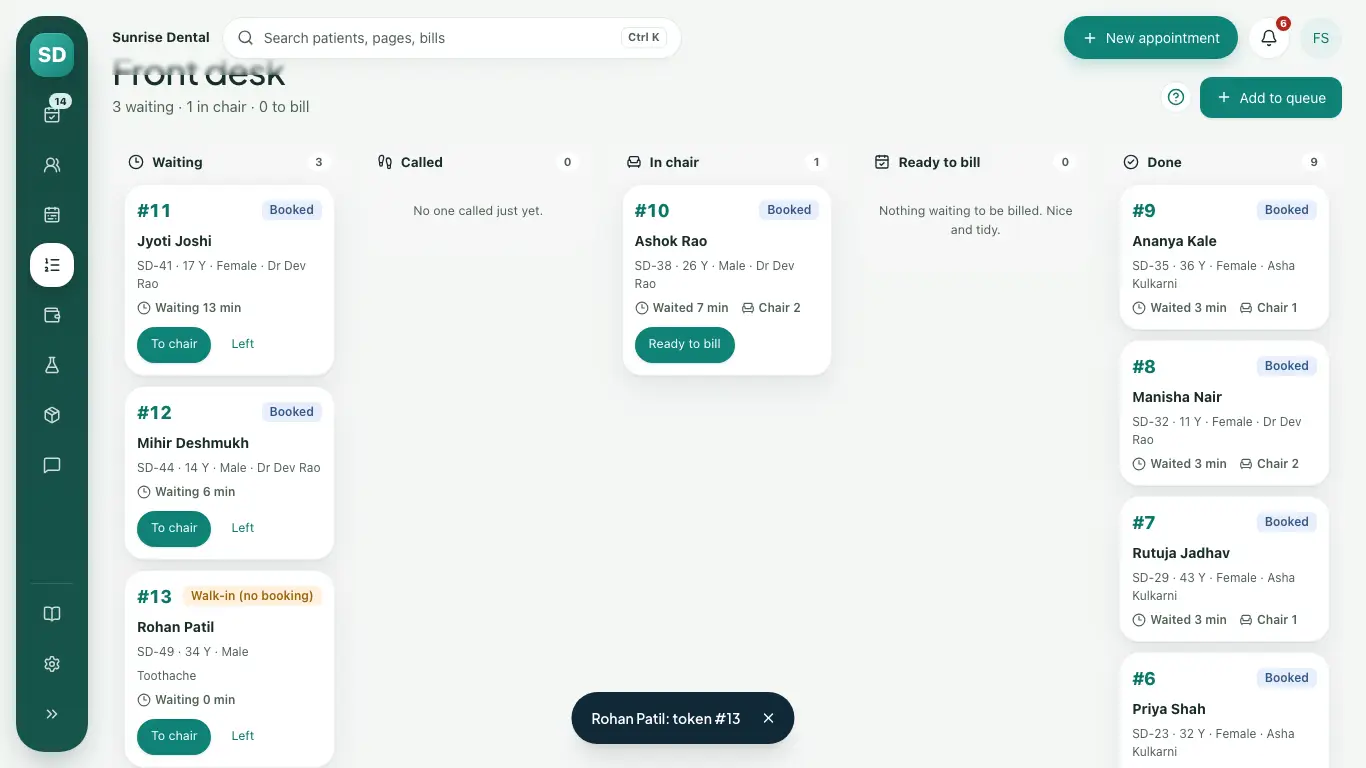 SD
14
Sunrise Dental
Search patients, pages, bills
Ctrl K
New appointment
6
FS
Front desk
3 waiting · 1 in chair · 0 to bill
Add to queue
Waiting
3
#11
Booked
Jyoti Joshi
SD-41 · 17 Y · Female · Dr Dev
Rao
Waiting 13 min
To chair
Left
#12
Booked
Mihir Deshmukh
SD-44 · 14 Y · Male · Dr Dev Rao
Waiting 6 min
To chair
Left
#13
Walk-in (no booking)
Rohan Patil
SD-49 · 34 Y · Male
Toothache
Waiting 0 min
To chair
Left
Called
0
No one called just yet.
In chair
1
#10
Booked
Ashok Rao
SD-38 · 26 Y · Male · Dr Dev
Rao
Waited 7 min
Chair 2
Ready to bill
Ready to bill
0
Nothing waiting to be billed. Nice
and tidy.
Done
9
#9
Booked
Ananya Kale
SD-35 · 36 Y · Female · Asha
Kulkarni
Waited 3 min
Chair 1
#8
Booked
Manisha Nair
SD-32 · 11 Y · Female · Dr Dev
Rao
Waited 3 min
Chair 2
#7
Booked
Rutuja Jadhav
SD-29 · 43 Y · Female · Asha
Kulkarni
Waited 3 min
Chair 1
#6
Booked
Priya Shah
SD-23 · 32 Y · Female · Asha
Kulkarni
Rohan Patil: token #13